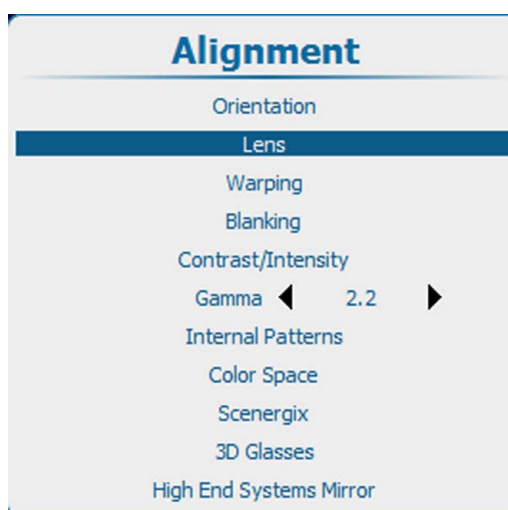 Alignment
Orientation
Lens
Warping
Blanking
Contrast/Intensity
Gamma 2.2
Internal Patterns
Color Space
Scenergix
3D Glasses
High End Systems Mirror